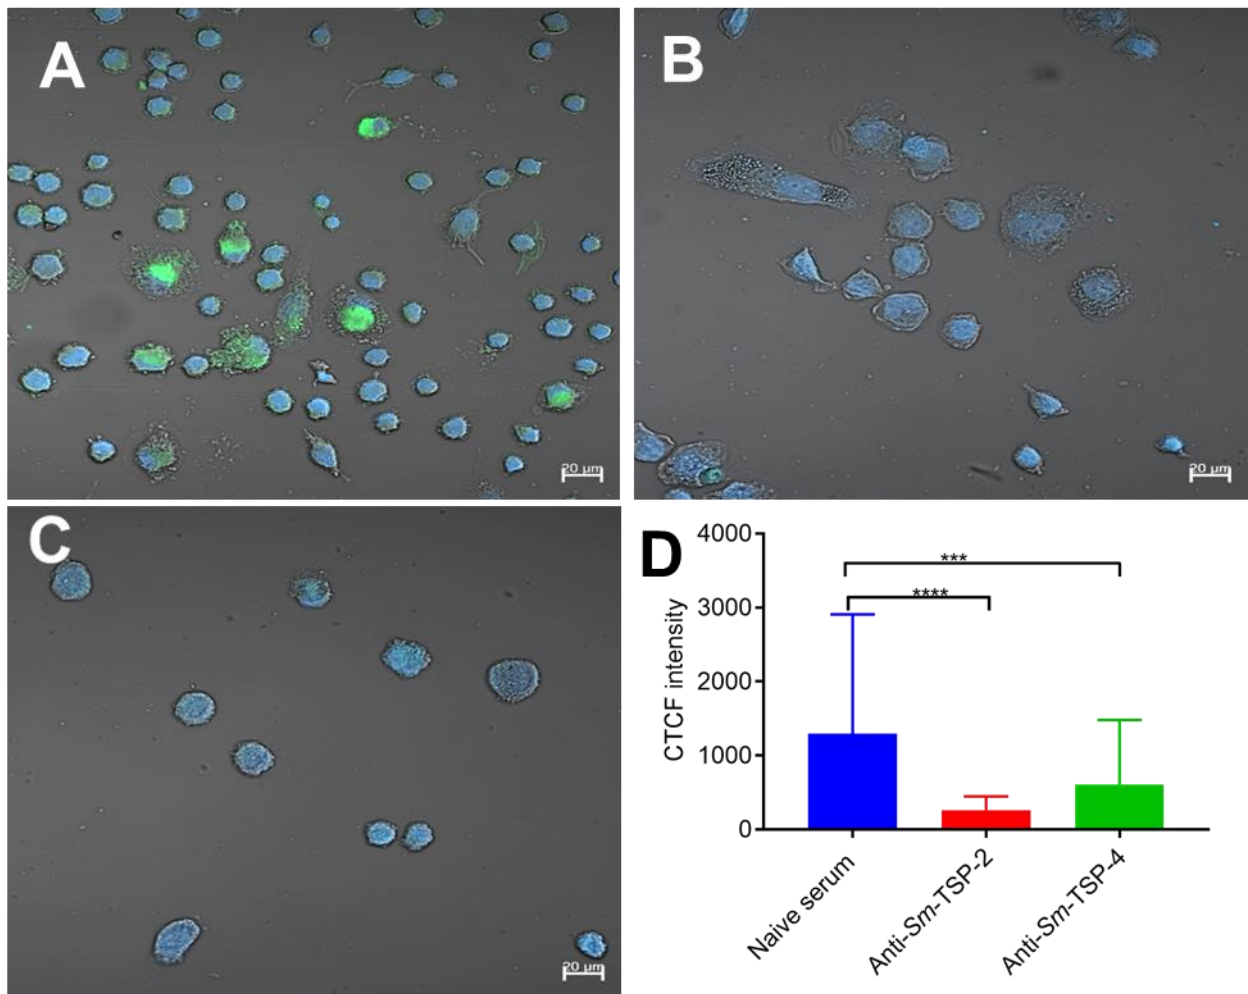 A
B
20 μm
20 μm
C
20 μm
D
4000
3000
2000
1000
0
CTCF intensity
***
****
Naive serum
Anti-Sm-TSP-2
Anti-Sm-TSP-4